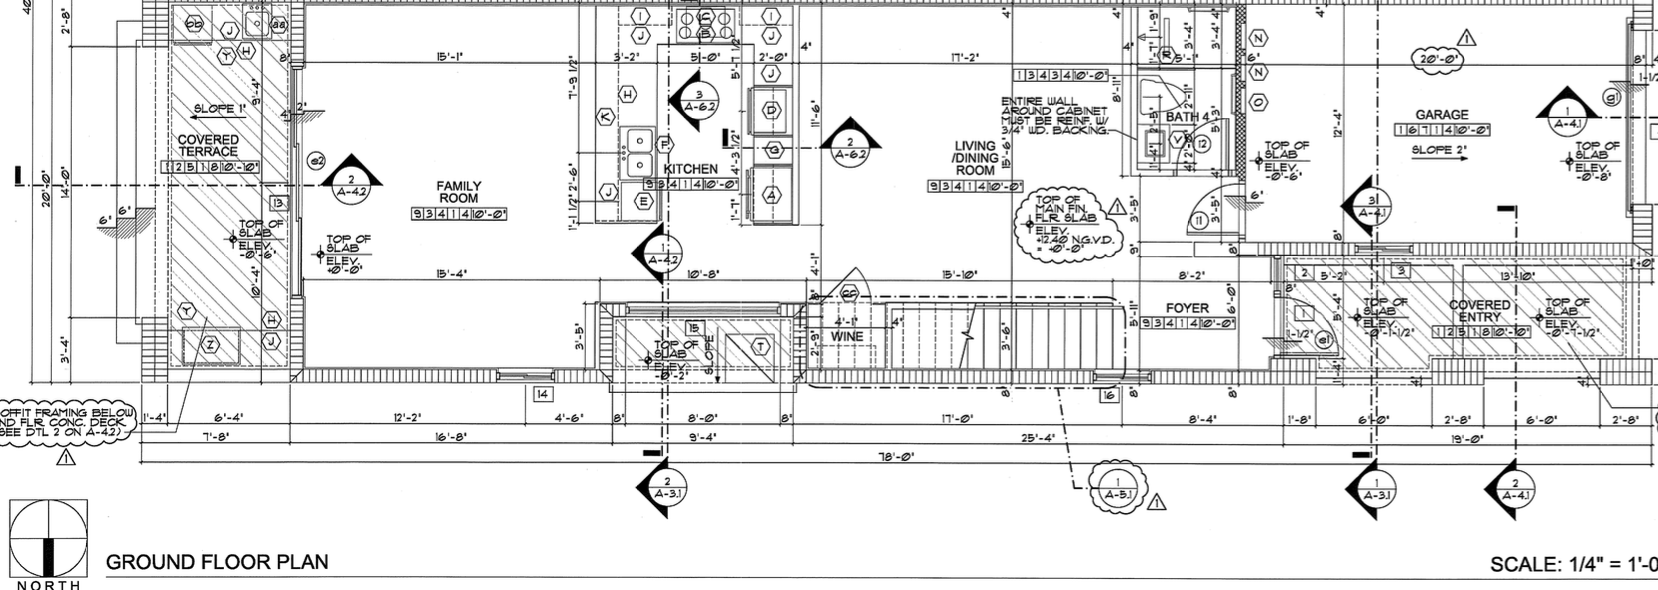 2'-8"
15'-1"
3'-2"
5'-0"
2'-0"
17'-2"
20'-0"
SLOPE 1"
COVERED
TERRACE
1 2 5 1 8 10'-10"
FAMILY
ROOM
9 3 4 1 4 10'-0"
KITCHEN
9 3 4 1 4 10'-0"
LIVING
/DINING
ROOM
9 3 4 1 4 10'-0"
1 3 4 3 4 10'-0"
ENTIRE WALL
AROUND CABINET
MUST BE REINF. W/
3/4" WD. BACKING.
BATH 4
GARAGE
1 6 7 1 4 10'-0"
SLOPE 2"
TOP OF
SLAB
ELEV.
-0'-6"
TOP OF
SLAB
ELEV.
-0'-8"
TOP OF
MAIN FIN.
FLR. SLAB
ELEV.
+12.40 N.G.V.D.
= +0'-0"
TOP OF
SLAB
ELEV.
-0'-6"
TOP OF
SLAB
ELEV.
+0'-0"
3
A-6.2
2
A-6.2
2
A-4.2
A-4.2
1
A-4.1
3
A-4.1
20'-0"
14'-0"
3'-4"
9'-4"
7'-9 1/2"
11'-6"
12'-4"
15'-4"
10'-8"
15'-10"
8'-2"
5'-2"
13'-10"
FOYER
9 3 4 1 4 10'-0"
COVERED
ENTRY
1 2 5 1 8 10'-10"
TOP OF
SLAB
ELEV.
-0'-1-1/2"
TOP OF
SLAB
ELEV.
-0'-1-1/2"
4'-1"
WINE
15
TOP OF
SLAB
ELEV.
-0'-2"
SLOPE
3'-5"
2'-9"
3'-6"
5'-11"
6'-0"
5'-4"
14
16
OFFIT FRAMING BELOW
ND FLR. CONC. DECK
SEE DTL 2 ON A-4.2)
1'-4"
6'-4"
12'-2"
4'-6"
8"
8'-0"
8"
17'-0"
8'-4"
1'-8"
6'-0"
2'-8"
6'-0"
2'-8"
7'-8"
16'-8"
9'-4"
25'-4"
19'-0"
78'-0"
2
A-3.1
1
A-5.1
1
A-3.1
2
A-4.1
GROUND FLOOR PLAN
SCALE: 1/4" = 1'-0
NORTH